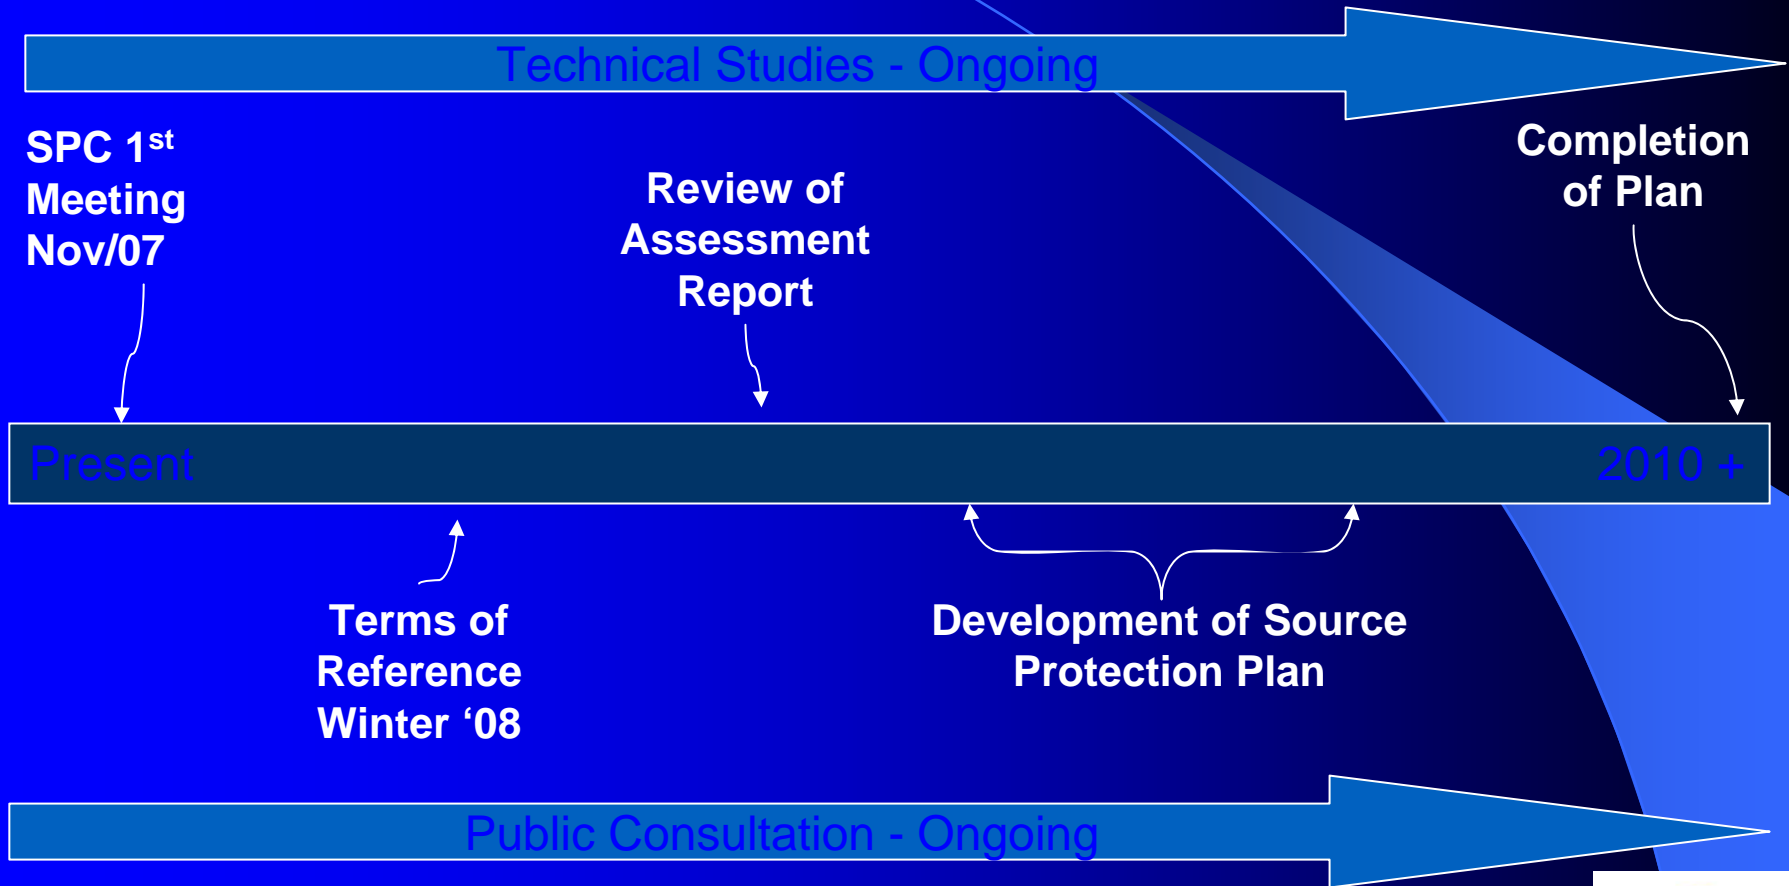 Technical Studies - Ongoing
SPC 1st
Meeting
Nov/07
Review of
Assessment
Report
Completion
of Plan
Present
2010 +
Terms of
Reference
Winter ‘08
Development of Source
Protection Plan
Public Consultation - Ongoing